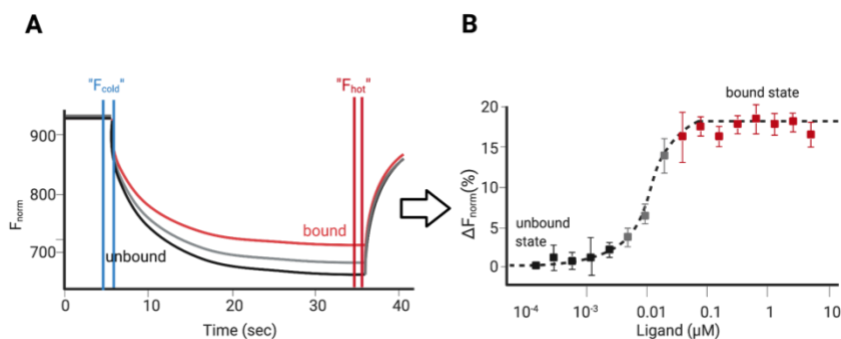 A
"Fcold"
"Fhot"
Fnorm
900
800
700
bound
unbound
0
10
20
30
40
Time (sec)
B
bound state
ΔFnorm(%)
20
15
10
5
0
unbound
state
10-4
10-3
0.01
0.1
1
10
Ligand (μM)